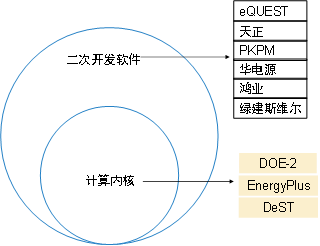 eQUEST
天正
二次开发软件
PKPM
华电源
鸿业
绿建斯维尔
DOE-2
计算内核
EnergyPlus
DeST